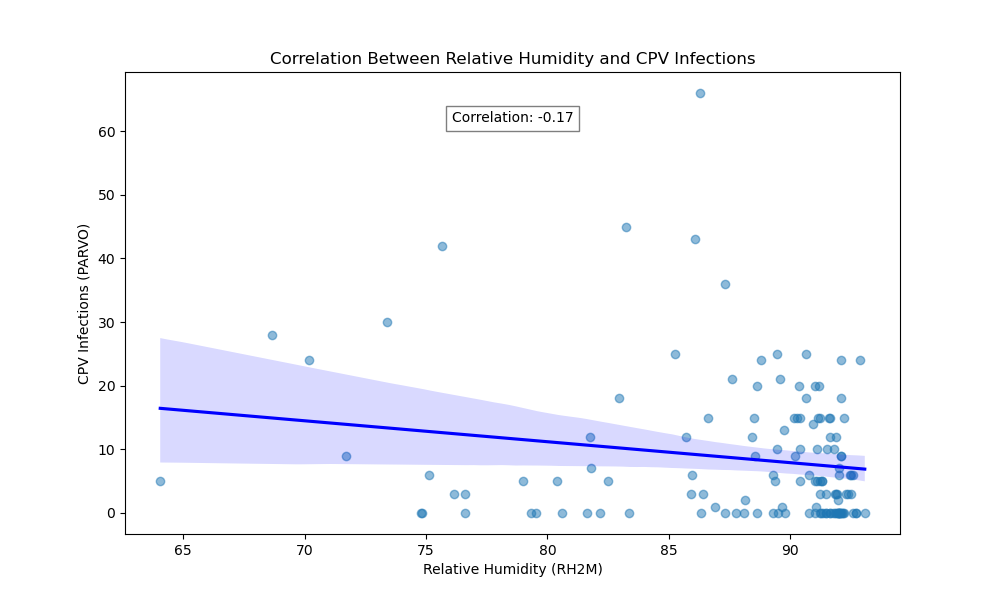 Correlation Between Relative Humidity and CPV Infections
Correlation: -0.17
CPV Infections (PARVO)
60
50
40
30
20
10
0
65 70 75 80 85 90
Relative Humidity (RH2M)